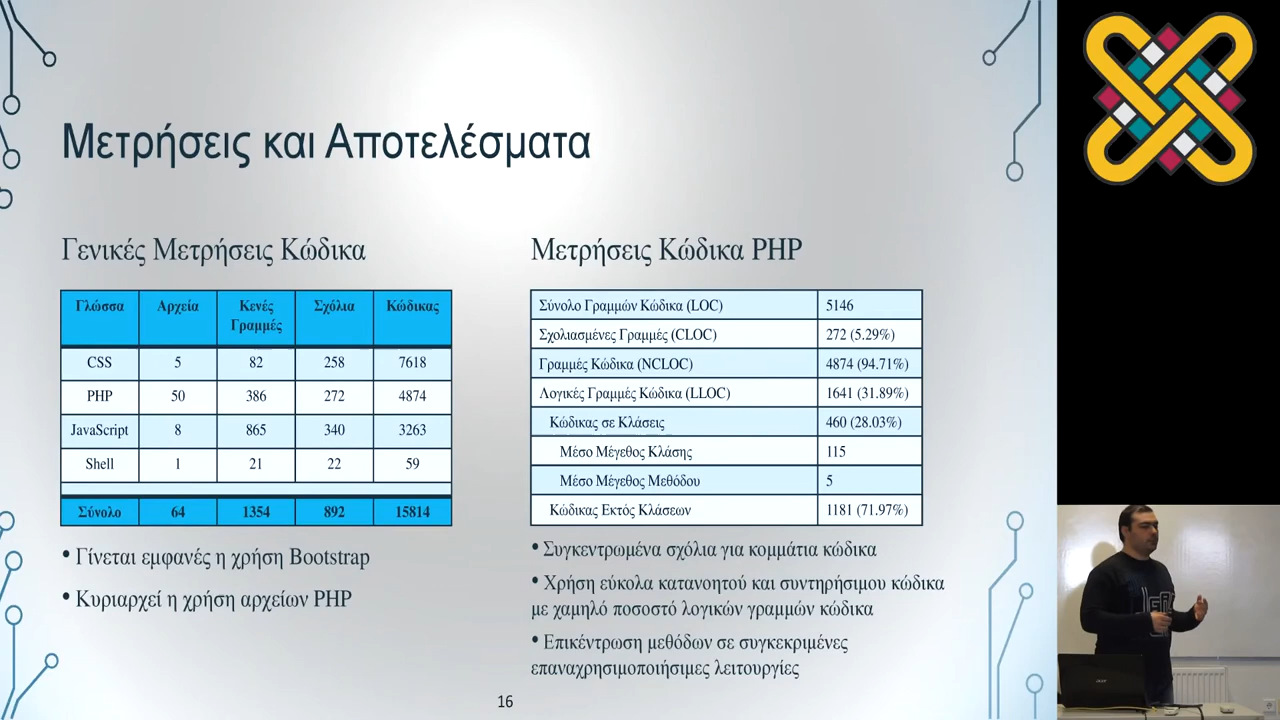 Μετρήσεις και Αποτελέσματα
Γενικές Μετρήσεις Κώδικα
Γλώσσα Αρχεία Κενές Γραμμές Σχόλια Κώδικας
CSS 5 82 258 7618
PHP 50 386 272 4874
JavaScript 8 865 340 3263
Shell 1 21 22 59
Σύνολο 64 1354 892 15814
• Γίνεται εμφανές η χρήση Bootstrap
• Κυριαρχεί η χρήση αρχείων PHP
Μετρήσεις Κώδικα PHP
Σύνολο Γραμμών Κώδικα (LOC) 5146
Σχολιασμένες Γραμμές (CLOC) 272 (5.29%)
Γραμμές Κώδικα (NCLOC) 4874 (94.71%)
Λογικές Γραμμές Κώδικα (LLOC) 1641 (31.89%)
Κώδικας σε Κλάσεις 460 (28.03%)
Μέσο Μέγεθος Κλάσης 115
Μέσο Μέγεθος Μεθόδου 5
Κώδικας Εκτός Κλάσεων 1181 (71.97%)
• Συγκεντρωμένα σχόλια για κομμάτια κώδικα
• Χρήση εύκολα κατανοητού και συντηρήσιμου κώδικα
με χαμηλό ποσοστό λογικών γραμμών κώδικα
• Επικέντρωση μεθόδων σε συγκεκριμένες
επαναχρησιμοποιήσιμες λειτουργίες
16